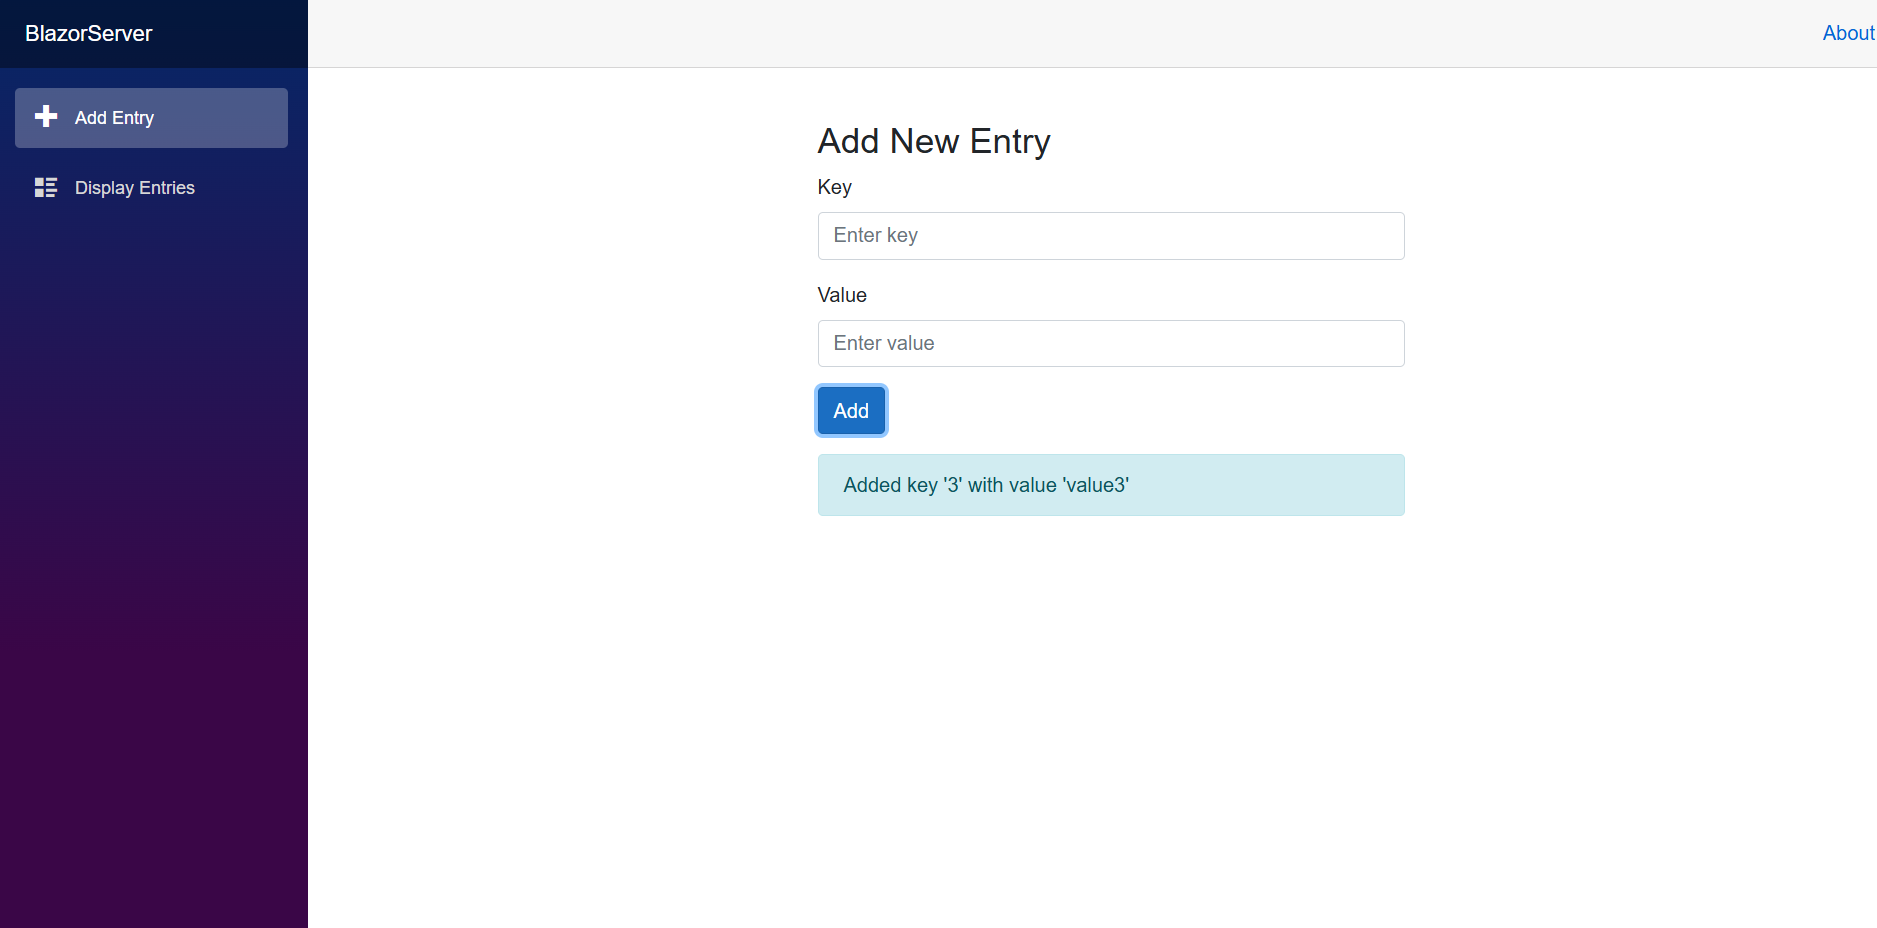 BlazorServer
About
Add Entry
Display Entries
Add New Entry
Key
Enter key
Value
Enter value
Add
Added key '3' with value 'value3'